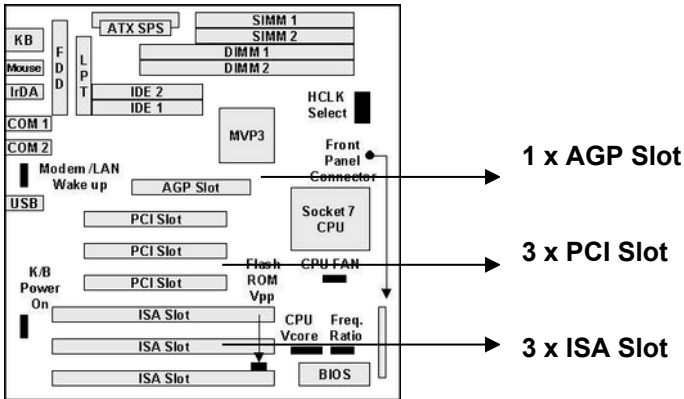 ATX SPS
SIMM 1
SIMM 2
DIMM 1
DIMM 2
KB
Mouse
IrDA
COM 1
COM 2
USB
FDD
LPT
IDE 2
IDE 1
HCLK
Select
MVP3
Front
Panel
Connector
Modem /LAN
Wake up
AGP Slot
1 x AGP Slot
Socket 7
CPU
PCI Slot
PCI Slot
PCI Slot
3 x PCI Slot
K/B
Power
On
Flash
ROM
Vpp
CPU FAN
ISA Slot
ISA Slot
ISA Slot
CPU
Vcore
Freq.
Ratio
3 x ISA Slot
BIOS